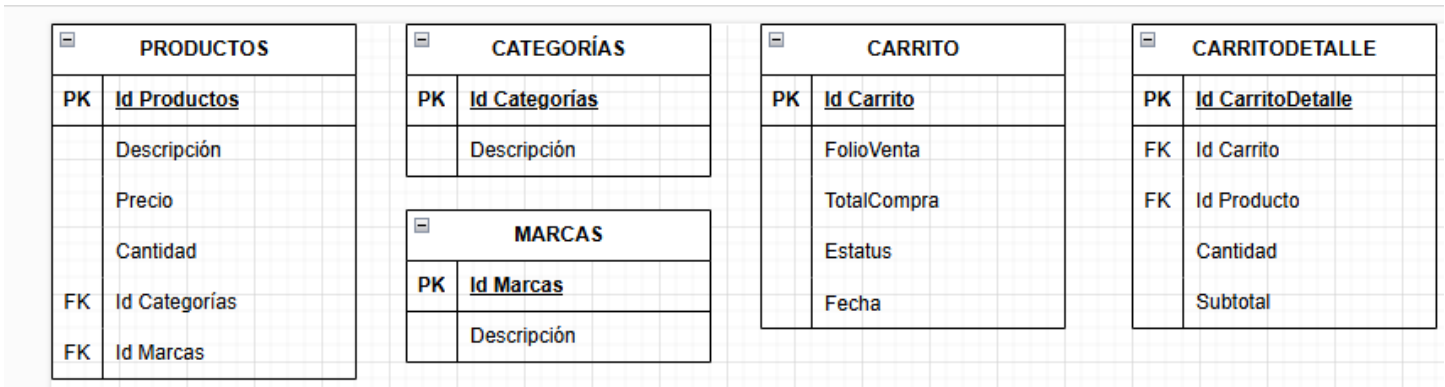 PRODUCTOS
PK Id Productos
Descripción
Precio
Cantidad
FK Id Categorías
FK Id Marcas
CATEGORÍAS
PK Id Categorías
Descripción
MARCAS
PK Id Marcas
Descripción
CARRITO
PK Id Carrito
FolioVenta
TotalCompra
Estatus
Fecha
CARRITODETALLE
PK Id CarritoDetalle
FK Id Carrito
FK Id Producto
Cantidad
Subtotal